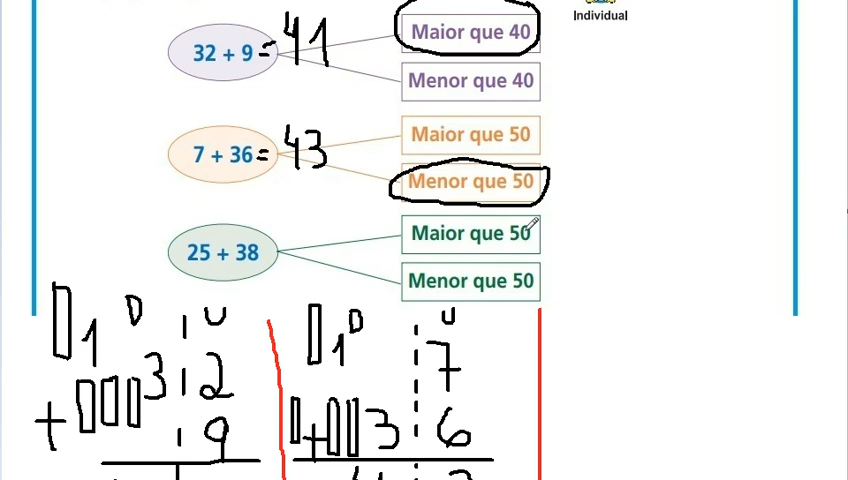 Individual
32 + 9 = 41
Maior que 40
Menor que 40
7 + 36 = 43
Maior que 50
Menor que 50
25 + 38
Maior que 50
Menor que 50
1 D U
3 2
+ 9
1 D U
7
+ 3 6